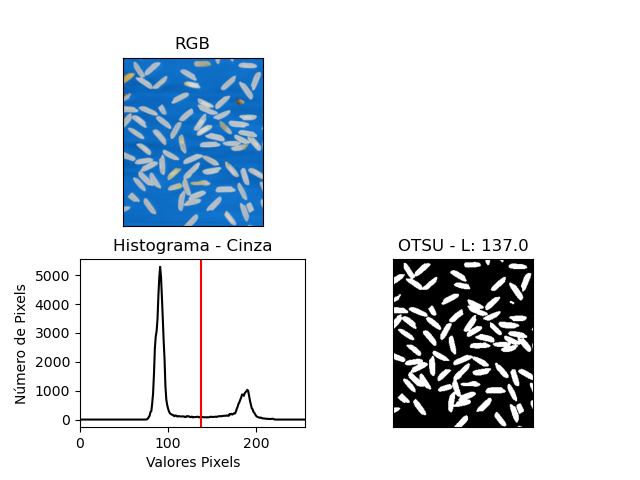 RGB
Histograma - Cinza
OTSU - L: 137.0
Número de Pixels
5000
4000
3000
2000
1000
0
0 100 200
Valores Pixels